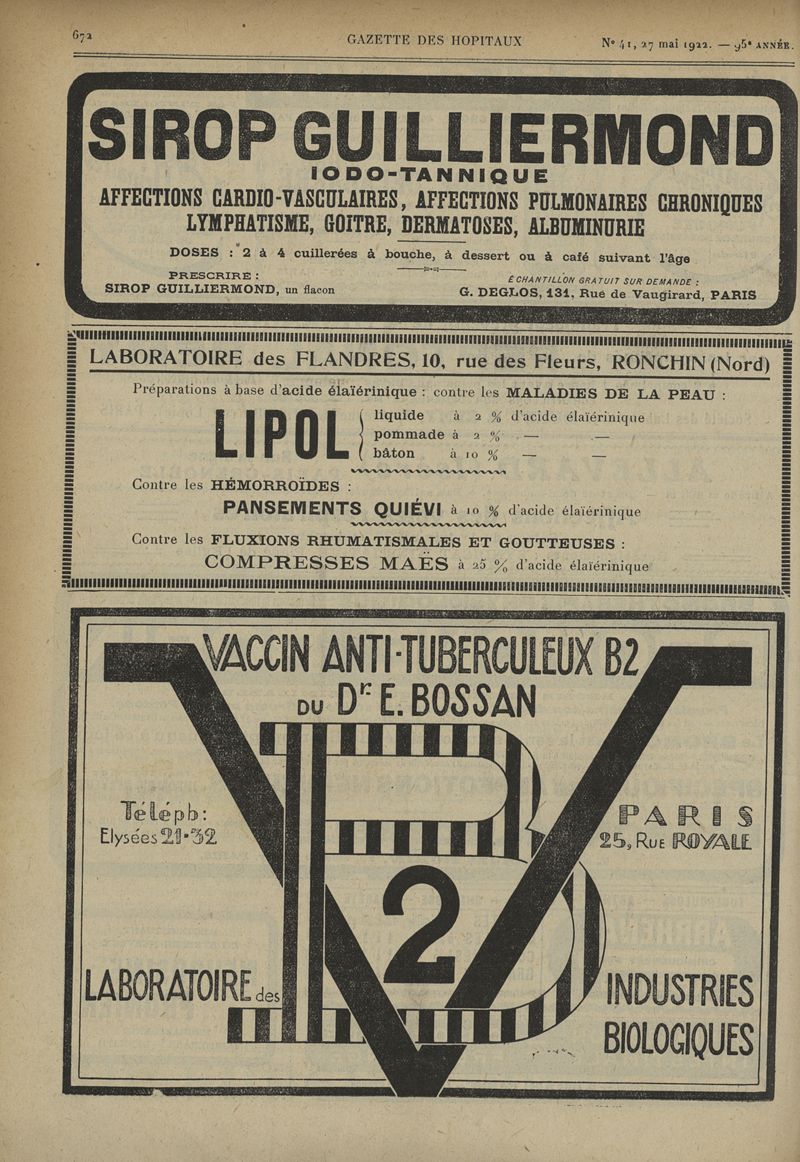 672
GAZETTE DES HOPITAUX
N° 41, 27 mai 1922. — 95e ANNÉE.
SIROP GUILLIERMOND
IODO-TANNIQUE
AFFECTIONS CARDIO-VASCULAIRES, AFFECTIONS PULMONAIRES CHRONIQUES
LYMPHATISME, GOITRE, DERMATOSES, ALBUMINURIE
DOSES : 2 à 4 cuillerées à bouche, à dessert ou à café suivant l'âge
PRESCRIRE :
SIROP GUILLIERMOND, un flacon
ÉCHANTILLON GRATUIT SUR DEMANDE :
G. DEGLOS, 131, Rue de Vaugirard, PARIS
LABORATOIRE des FLANDRES, 10, rue des Fleurs, RONCHIN (Nord)
Préparations à base d'acide élaïérinique : contre les MALADIES DE LA PEAU :
LIPOL
liquide à 2 % d'acide élaïérinique
pommade à 2 % — —
bâton à 10 % — —
Contre les HÉMORROÏDES :
PANSEMENTS QUIÉVI à 10 % d'acide élaïérinique
Contre les FLUXIONS RHUMATISMALES ET GOUTTEUSES :
COMPRESSES MAËS à 25 % d'acide élaïérinique
VACCIN ANTI-TUBERCULEUX B2
DU Dr E. BOSSAN
Téléph:
Elysées 21-32
PARIS
25, RUE ROYALE
VB2
LABORATOIRE des
INDUSTRIES
BIOLOGIQUES